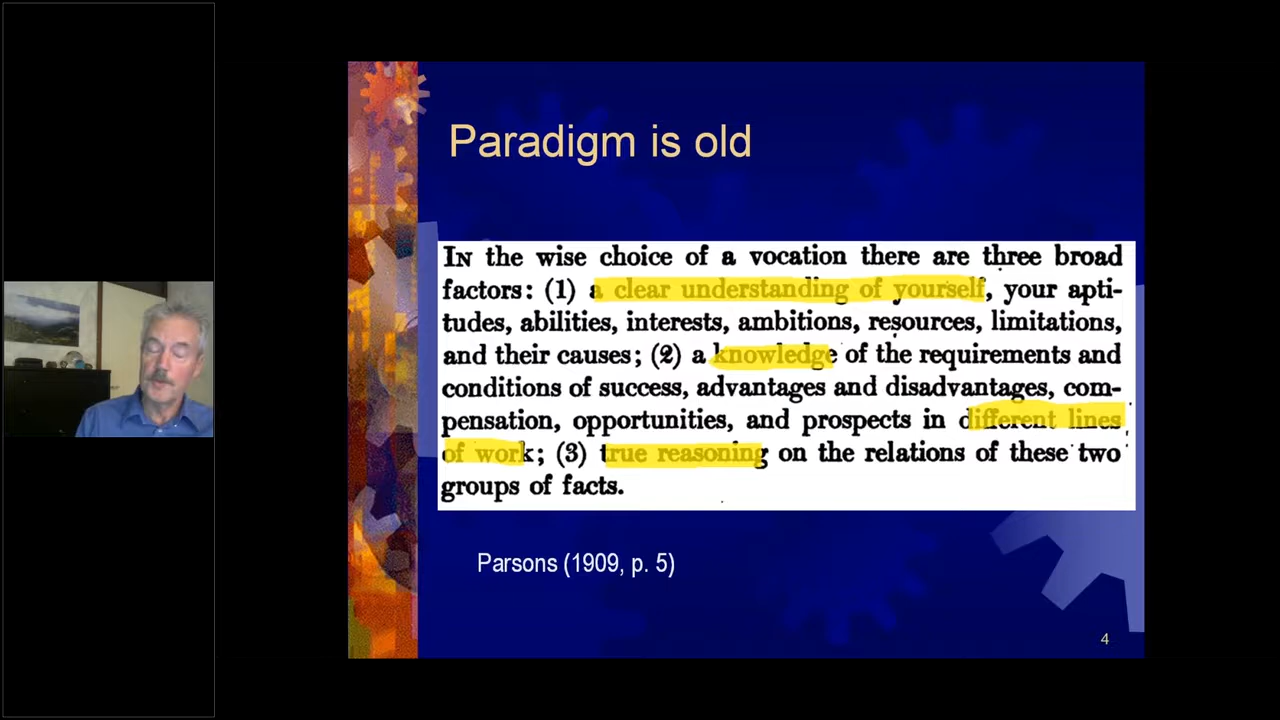 Paradigm is old
In the wise choice of a vocation there are three broad
factors: (1) a clear understanding of yourself, your apti-
tudes, abilities, interests, ambitions, resources, limitations,
and their causes; (2) a knowledge of the requirements and
conditions of success, advantages and disadvantages, com-
pensation, opportunities, and prospects in different lines
of work; (3) true reasoning on the relations of these two
groups of facts.
Parsons (1909, p. 5)
4